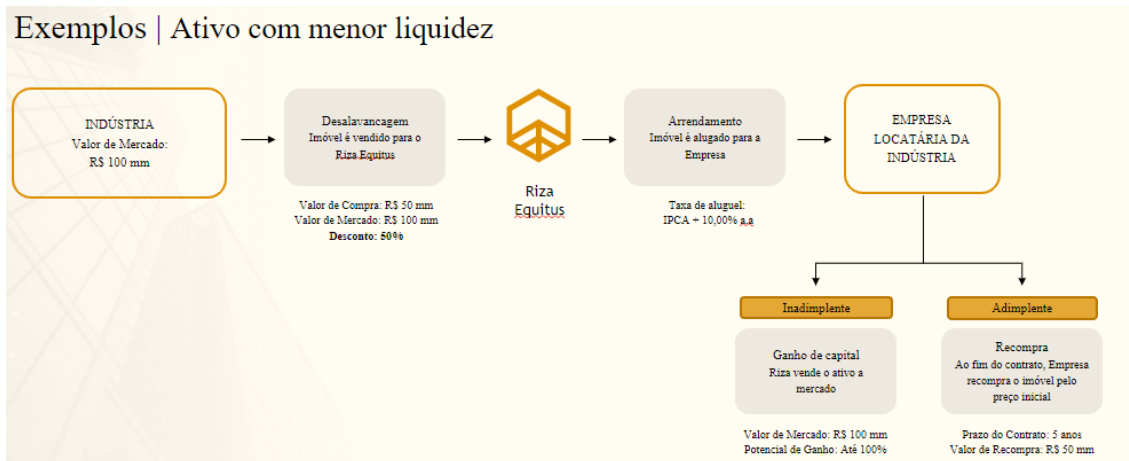 Exemplos | Ativo com menor liquidez
INDÚSTRIA
Valor de Mercado:
R$ 100 mm
Desalavancagem
Imóvel é vendido para o
Riza Equitus
Valor de Compra: R$ 50 mm
Valor de Mercado: R$ 100 mm
Desconto: 50%
Riza
Equitus
Arrendamento
Imóvel é alugado para a
Empresa
Taxa de aluguel:
IPCA + 10,00% a.a
EMPRESA
LOCATÁRIA DA
INDÚSTRIA
Inadimplente
Ganho de capital
Riza vende o ativo a
mercado
Valor de Mercado: R$ 100 mm
Potencial de Ganho: Até 100%
Adimplente
Recompra
Ao fim do contrato, Empresa
recompra o imóvel pelo
preço inicial
Prazo do Contrato: 5 anos
Valor de Recompra: R$ 50 mm